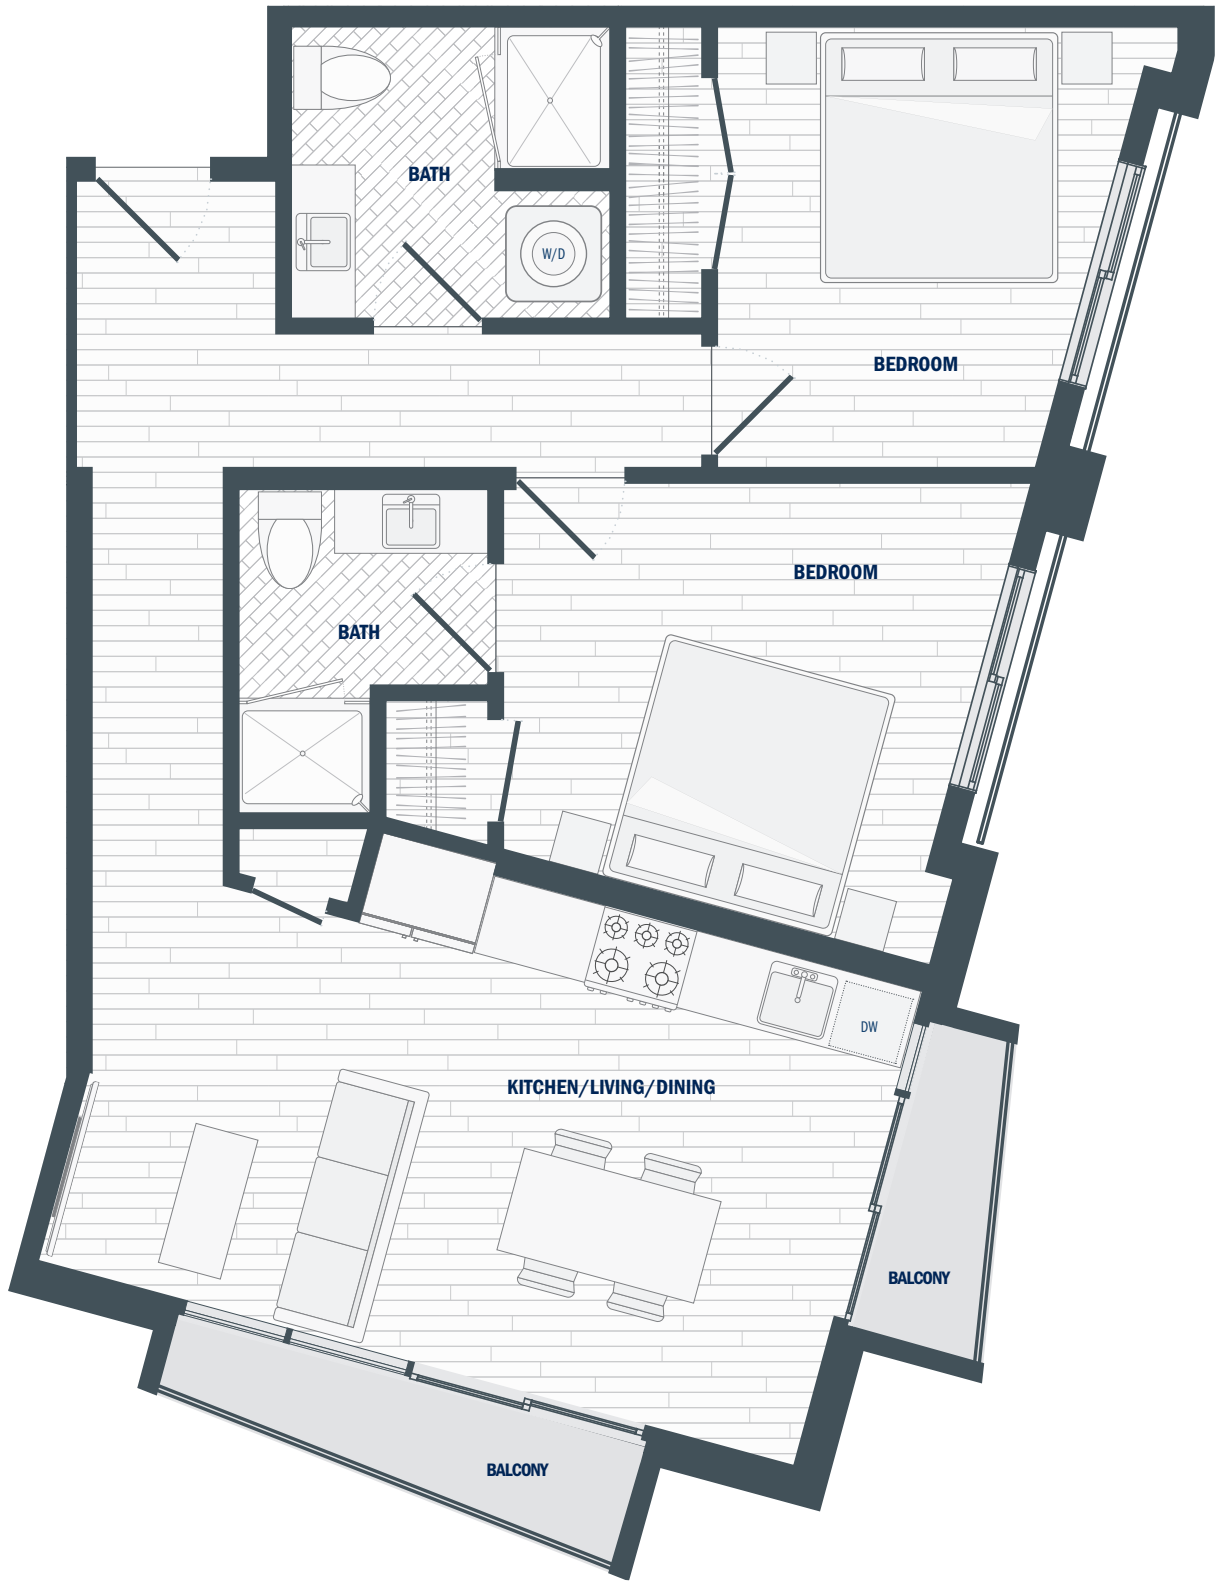 BATH
W/D
BEDROOM
BEDROOM
BATH
DW
KITCHEN/LIVING/DINING
BALCONY
BALCONY